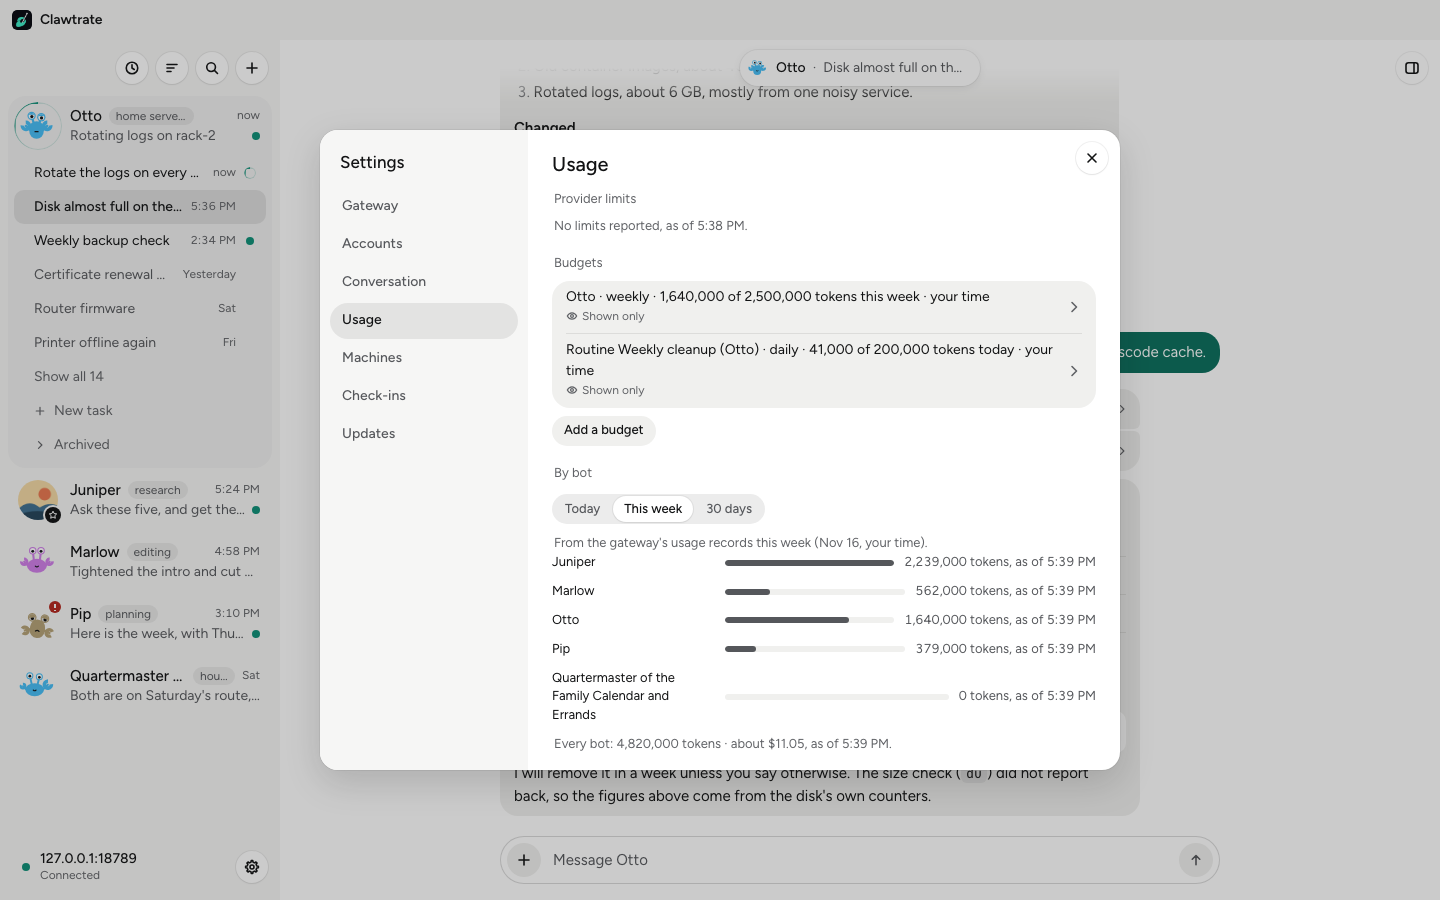 Clawtrate
Otto home serve... now
Rotating logs on rack-2
Rotate the logs on every ... now
Disk almost full on the... 5:36 PM
Weekly backup check 2:34 PM
Certificate renewal ... Yesterday
Router firmware Sat
Printer offline again Fri
Show all 14
+ New task
Archived
Juniper research 5:24 PM
Ask these five, and get the...
Marlow editing 4:58 PM
Tightened the intro and cut ...
Pip planning 3:10 PM
Here is the week, with Thu...
Quartermaster ... hou... Sat
Both are on Saturday's route,...
127.0.0.1:18789
Connected
Otto · Disk almost full on th...
3. Rotated logs, about 6 GB, mostly from one noisy service.
Changed
scode cache.
Settings
Gateway
Accounts
Conversation
Usage
Machines
Check-ins
Updates
Usage
Provider limits
No limits reported, as of 5:38 PM.
Budgets
Otto · weekly · 1,640,000 of 2,500,000 tokens this week · your time
Shown only
Routine Weekly cleanup (Otto) · daily · 41,000 of 200,000 tokens today · your
time
Shown only
Add a budget
By bot
Today This week 30 days
From the gateway's usage records this week (Nov 16, your time).
Juniper 2,239,000 tokens, as of 5:39 PM
Marlow 562,000 tokens, as of 5:39 PM
Otto 1,640,000 tokens, as of 5:39 PM
Pip 379,000 tokens, as of 5:39 PM
Quartermaster of the
Family Calendar and
Errands
0 tokens, as of 5:39 PM
Every bot: 4,820,000 tokens · about $11.05, as of 5:39 PM.
I will remove it in a week unless you say otherwise. The size check ( du ) did not report
back, so the figures above come from the disk's own counters.
Message Otto